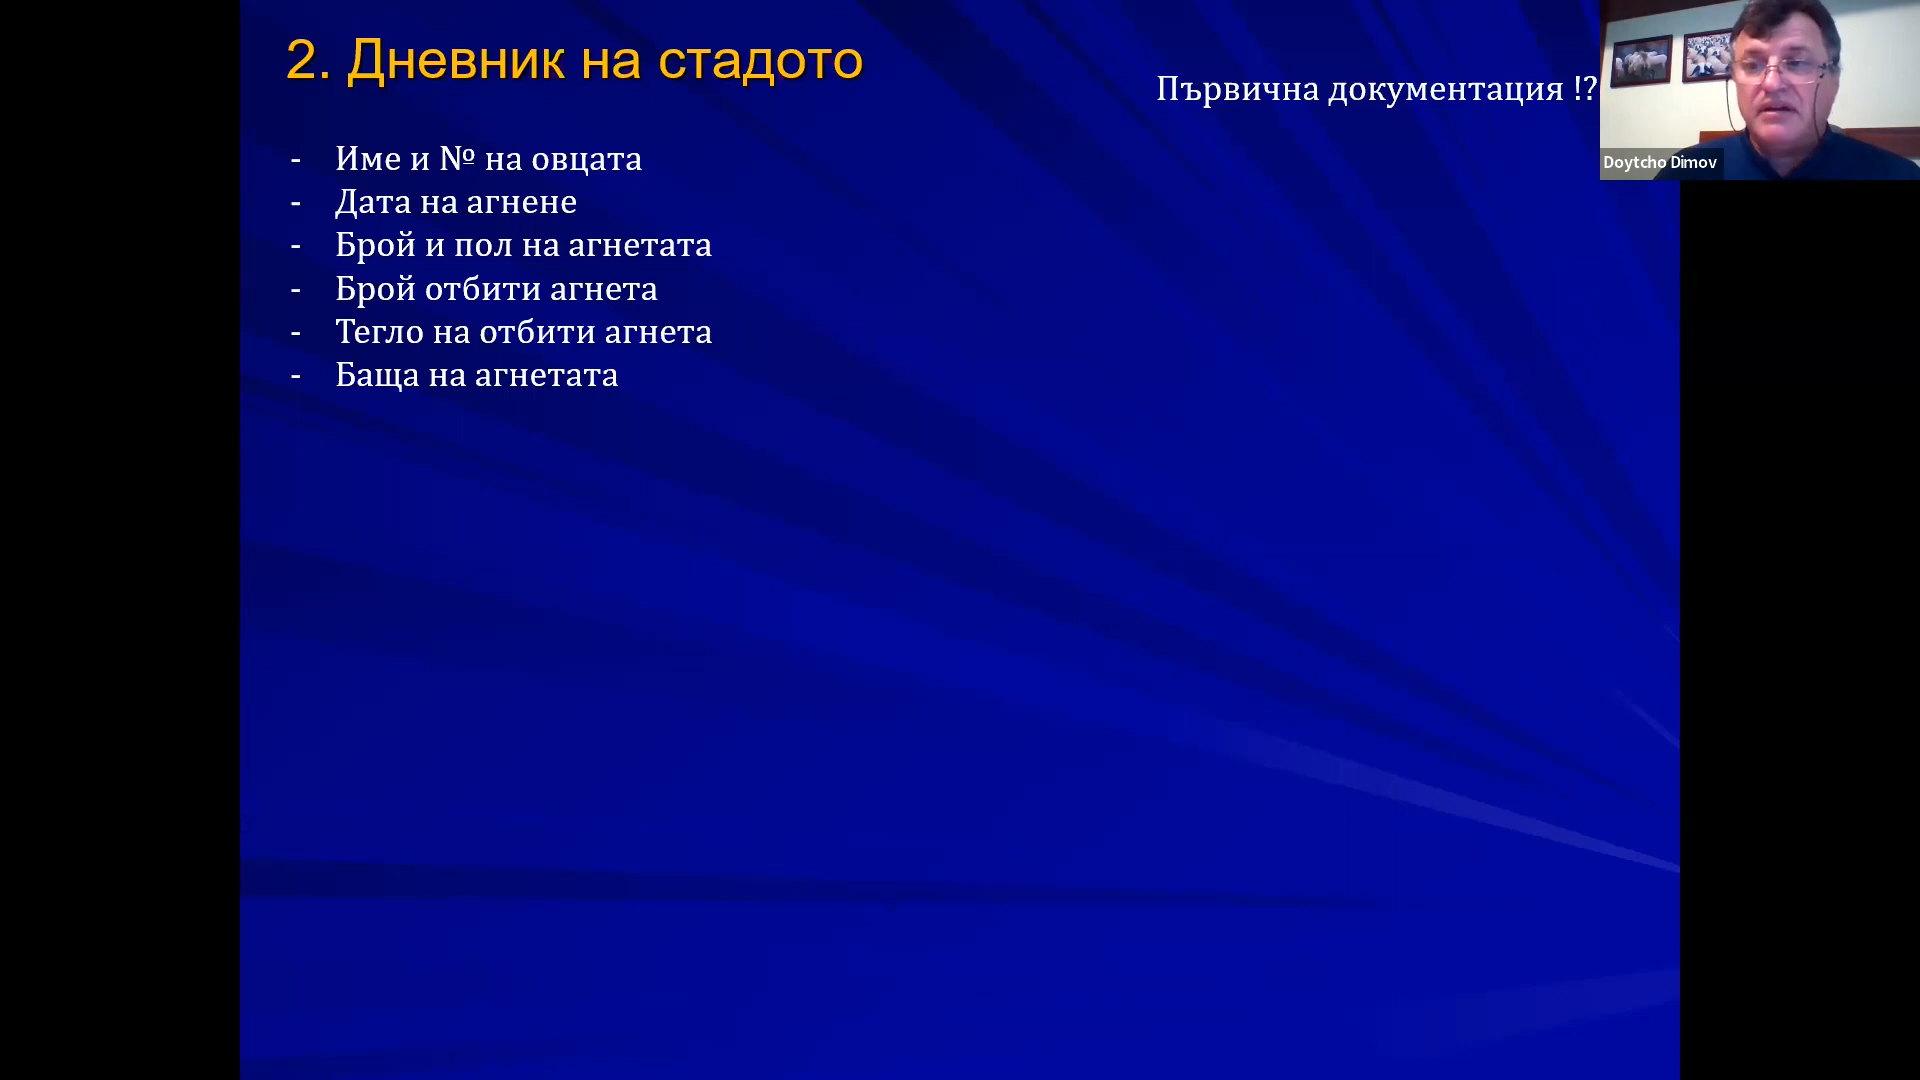 2. Дневник на стадото
Първична документация !?
- Име и № на овцата
- Дата на агнене
- Брой и пол на агнетата
- Брой отбити агнета
- Тегло на отбити агнета
- Баща на агнетата
Doytcho Dimov